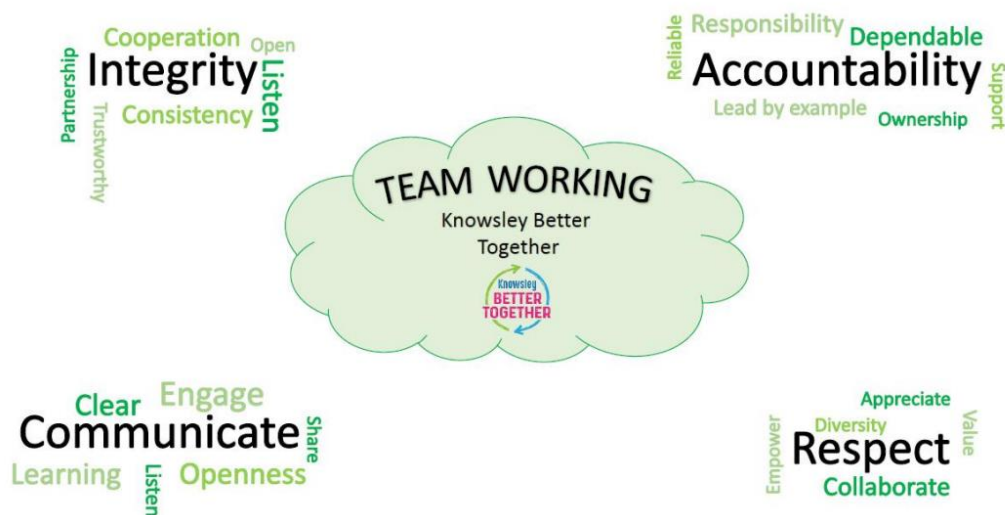 Cooperation
Open
Partnership
Integrity
Listen
Consistency
Trustworthy
Responsibility
Reliable
Dependable
Accountability
Support
Lead by example
Ownership
TEAM WORKING
Knowsley Better
Together
Knowsley
BETTER
TOGETHER
Engage
Clear
Communicate
Share
Learning
Listen
Openness
Appreciate
Diversity
Value
Empower
Respect
Collaborate